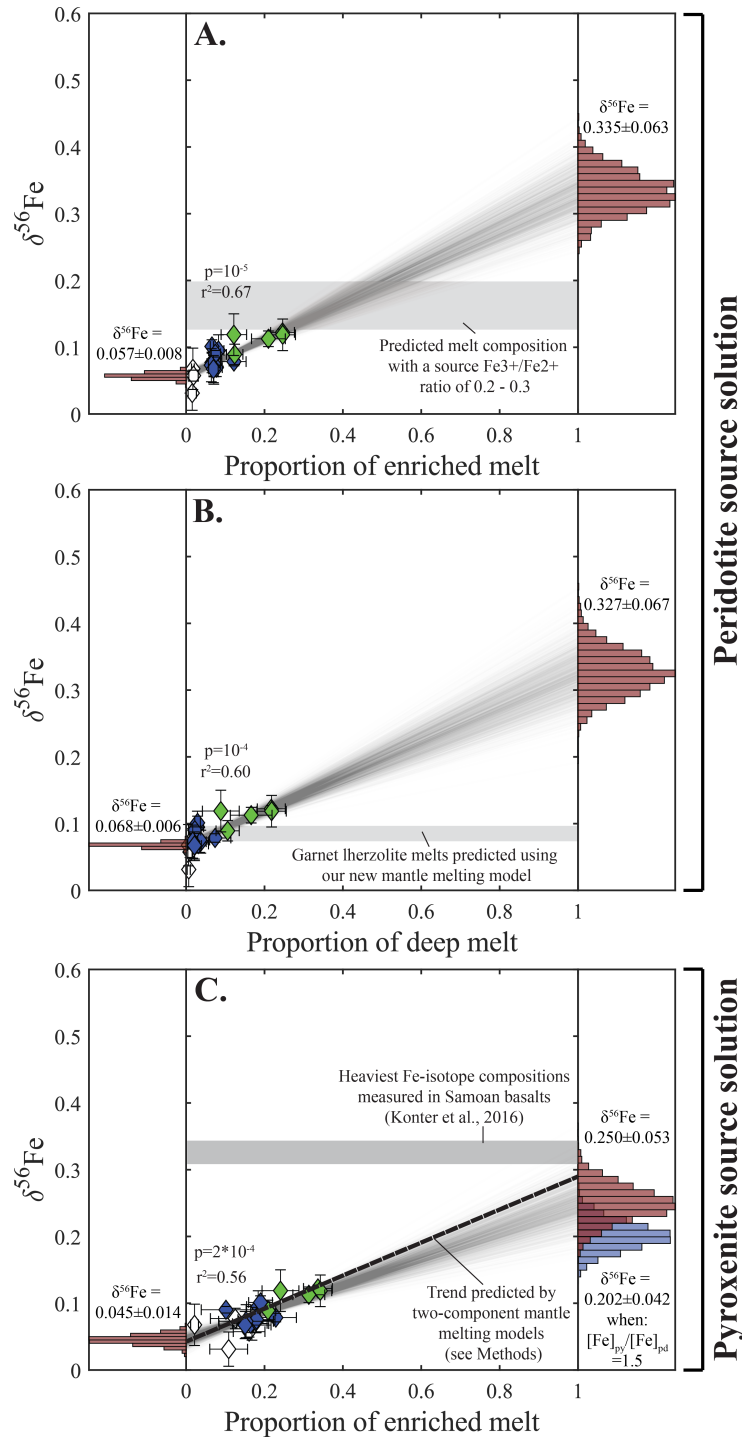 A.
0.6
0.5
0.4
0.3
0.2
0.1
0
δ⁵⁶Fe
δ⁵⁶Fe =
0.335±0.063
p=10⁻⁵
r²=0.67
δ⁵⁶Fe =
0.057±0.008
Predicted melt composition
with a source Fe3+/Fe2+
ratio of 0.2 - 0.3
0 0.2 0.4 0.6 0.8 1
Proportion of enriched melt
B.
0.6
0.5
0.4
0.3
0.2
0.1
0
δ⁵⁶Fe
δ⁵⁶Fe =
0.327±0.067
p=10⁻⁴
r²=0.60
δ⁵⁶Fe =
0.068±0.006
Garnet lherzolite melts predicted using
our new mantle melting model
0 0.2 0.4 0.6 0.8 1
Proportion of deep melt
Peridotite source solution
C.
0.6
0.5
0.4
0.3
0.2
0.1
0
δ⁵⁶Fe
Heaviest Fe-isotope compositions
measured in Samoan basalts
(Konter et al., 2016)
δ⁵⁶Fe =
0.250±0.053
p=2*10⁻⁴
r²=0.56
δ⁵⁶Fe =
0.045±0.014
Trend predicted by
two-component mantle
melting models
(see Methods)
δ⁵⁶Fe =
0.202±0.042
when:
[Fe]py/[Fe]pd
=1.5
0 0.2 0.4 0.6 0.8 1
Proportion of enriched melt
Pyroxenite source solution